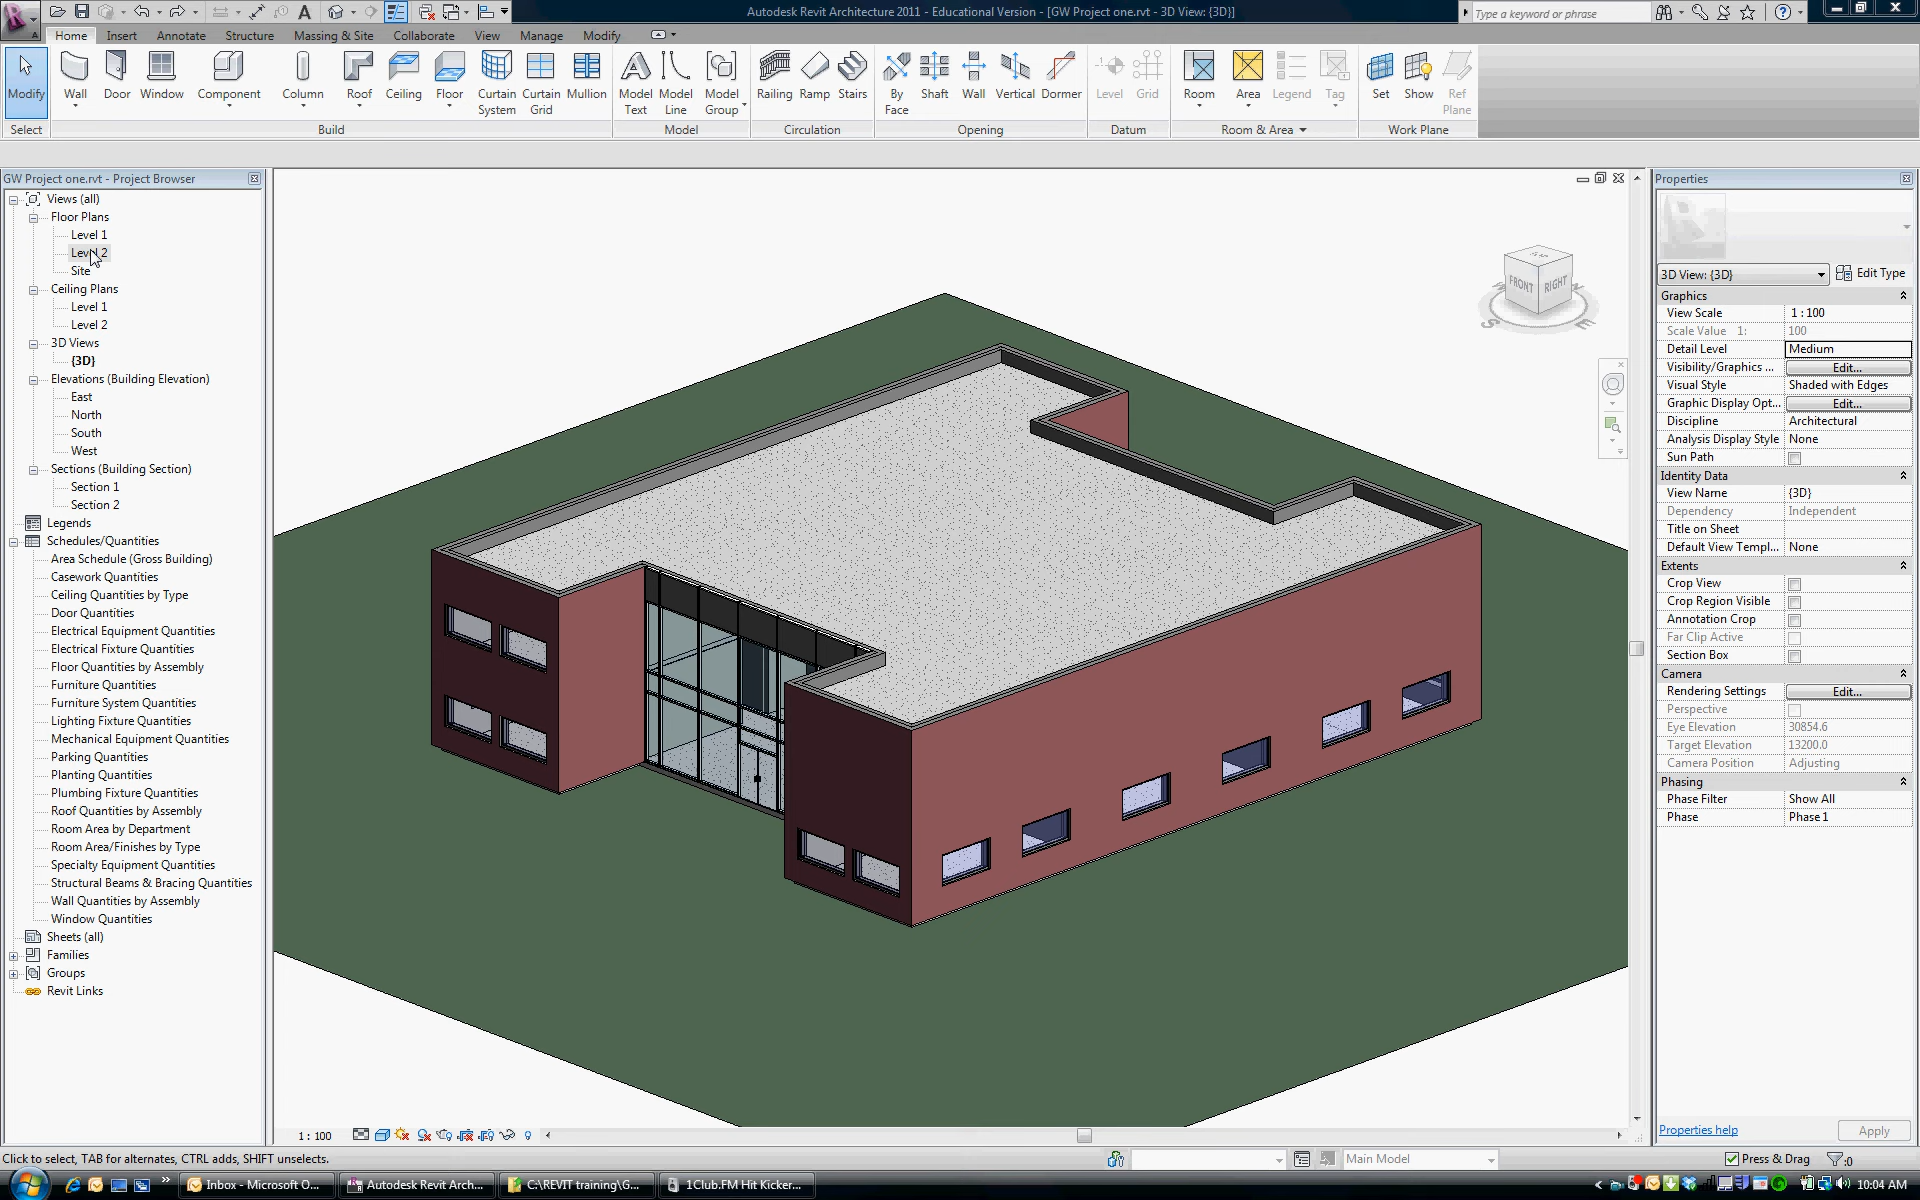 Autodesk Revit Architecture 2011 - Educational Version - [GW Project one.rvt - 3D View: {3D}]
Type a keyword or phrase
Home Insert Annotate Structure Massing & Site Collaborate View Manage Modify
Modify Wall Door Window Component Column Roof Ceiling Floor Curtain System Curtain Grid Mullion Model Text Model Line Model Group Railing Ramp Stairs By Face Shaft Wall Vertical Dormer Level Grid Room Area Legend Tag Set Show Ref Plane
Select Build Model Circulation Opening Datum Room & Area Work Plane
GW Project one.rvt - Project Browser
Views (all)
Floor Plans
Level 1
Level 2
Site
Ceiling Plans
Level 1
Level 2
3D Views
{3D}
Elevations (Building Elevation)
East
North
South
West
Sections (Building Section)
Section 1
Section 2
Legends
Schedules/Quantities
Area Schedule (Gross Building)
Casework Quantities
Ceiling Quantities by Type
Door Quantities
Electrical Equipment Quantities
Electrical Fixture Quantities
Floor Quantities by Assembly
Furniture Quantities
Furniture System Quantities
Lighting Fixture Quantities
Mechanical Equipment Quantities
Parking Quantities
Planting Quantities
Plumbing Fixture Quantities
Roof Quantities by Assembly
Room Area by Department
Room Area/Finishes by Type
Specialty Equipment Quantities
Structural Beams & Bracing Quantities
Wall Quantities by Assembly
Window Quantities
Sheets (all)
Families
Groups
Revit Links
FRONT RIGHT
S E
Properties
3D View: {3D} Edit Type
Graphics
View Scale 1 : 100
Scale Value 1: 100
Detail Level Medium
Visibility/Graphics ... Edit...
Visual Style Shaded with Edges
Graphic Display Opt... Edit...
Discipline Architectural
Analysis Display Style None
Sun Path
Identity Data
View Name {3D}
Dependency Independent
Title on Sheet
Default View Templ... None
Extents
Crop View
Crop Region Visible
Annotation Crop
Far Clip Active
Section Box
Camera
Rendering Settings Edit...
Perspective
Eye Elevation 30854.6
Target Elevation 13200.0
Camera Position Adjusting
Phasing
Phase Filter Show All
Phase Phase 1
Properties help Apply
1 : 100
Click to select, TAB for alternates, CTRL adds, SHIFT unselects.
Main Model
Press & Drag :0
Inbox - Microsoft O... Autodesk Revit Arch... C:\REVIT training\G... 1Club.FM Hit Kicker...
10:04 AM